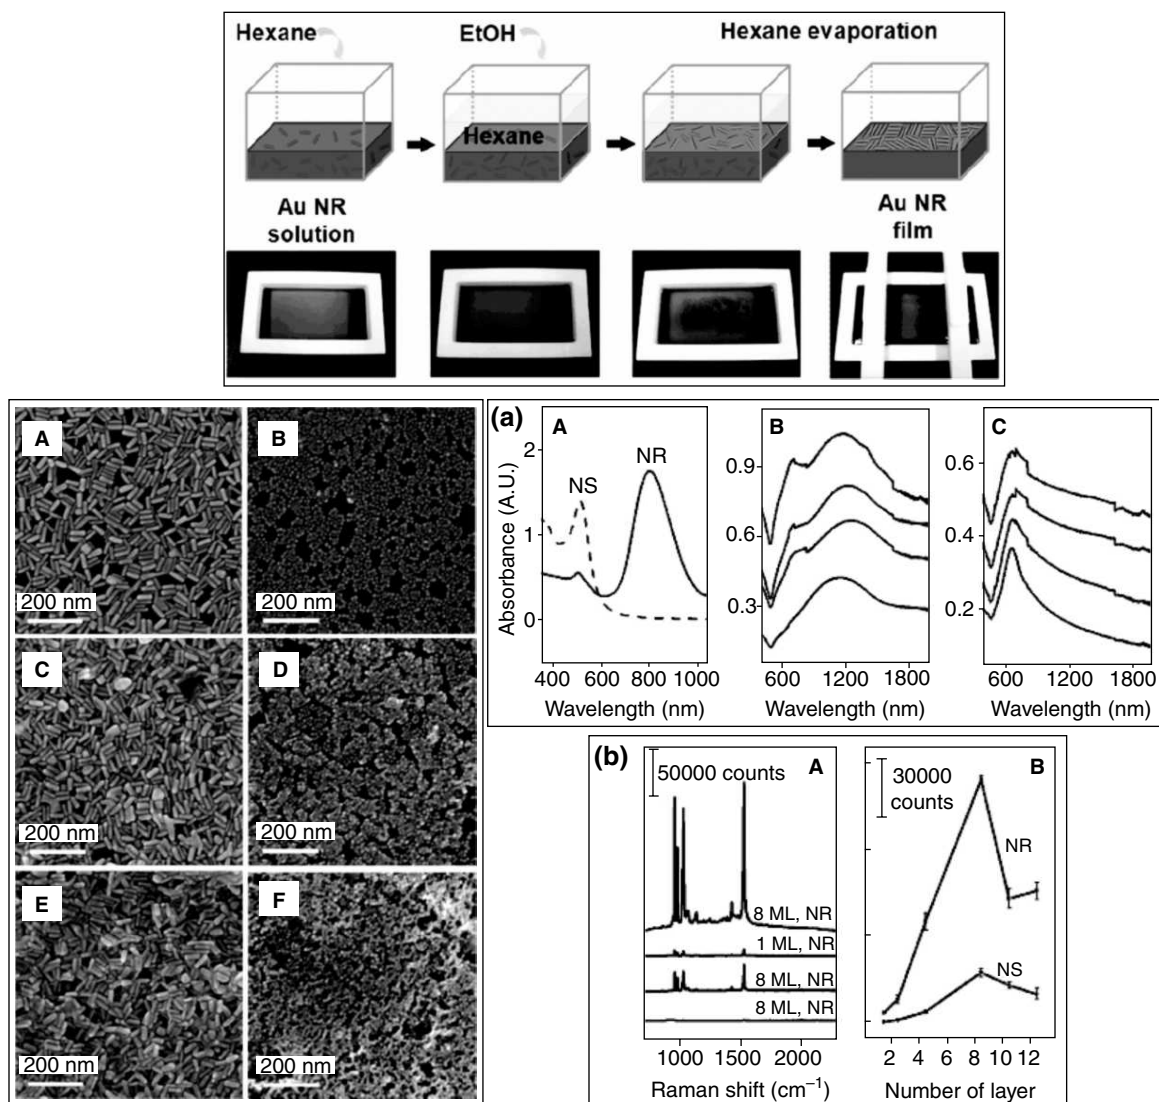 Hexane
EtOH
Hexane evaporation
Hexane
Au NR
solution
Au NR
film
A
B
200 nm
200 nm
C
D
200 nm
200 nm
E
F
200 nm
200 nm
(a)
A
B
C
Absorbance (A.U.)
2
1
0
NS
NR
400
600
800
1000
Wavelength (nm)
0.9
0.6
0.3
600
1200
1800
Wavelength (nm)
0.6
0.4
0.2
600
1200
1800
Wavelength (nm)
(b)
50000 counts
A
8 ML, NR
1 ML, NR
8 ML, NR
8 ML, NR
1000
1500
2000
Raman shift (cm⁻¹)
30000
counts
B
NR
NS
2
4
6
8
10
12
Number of layer